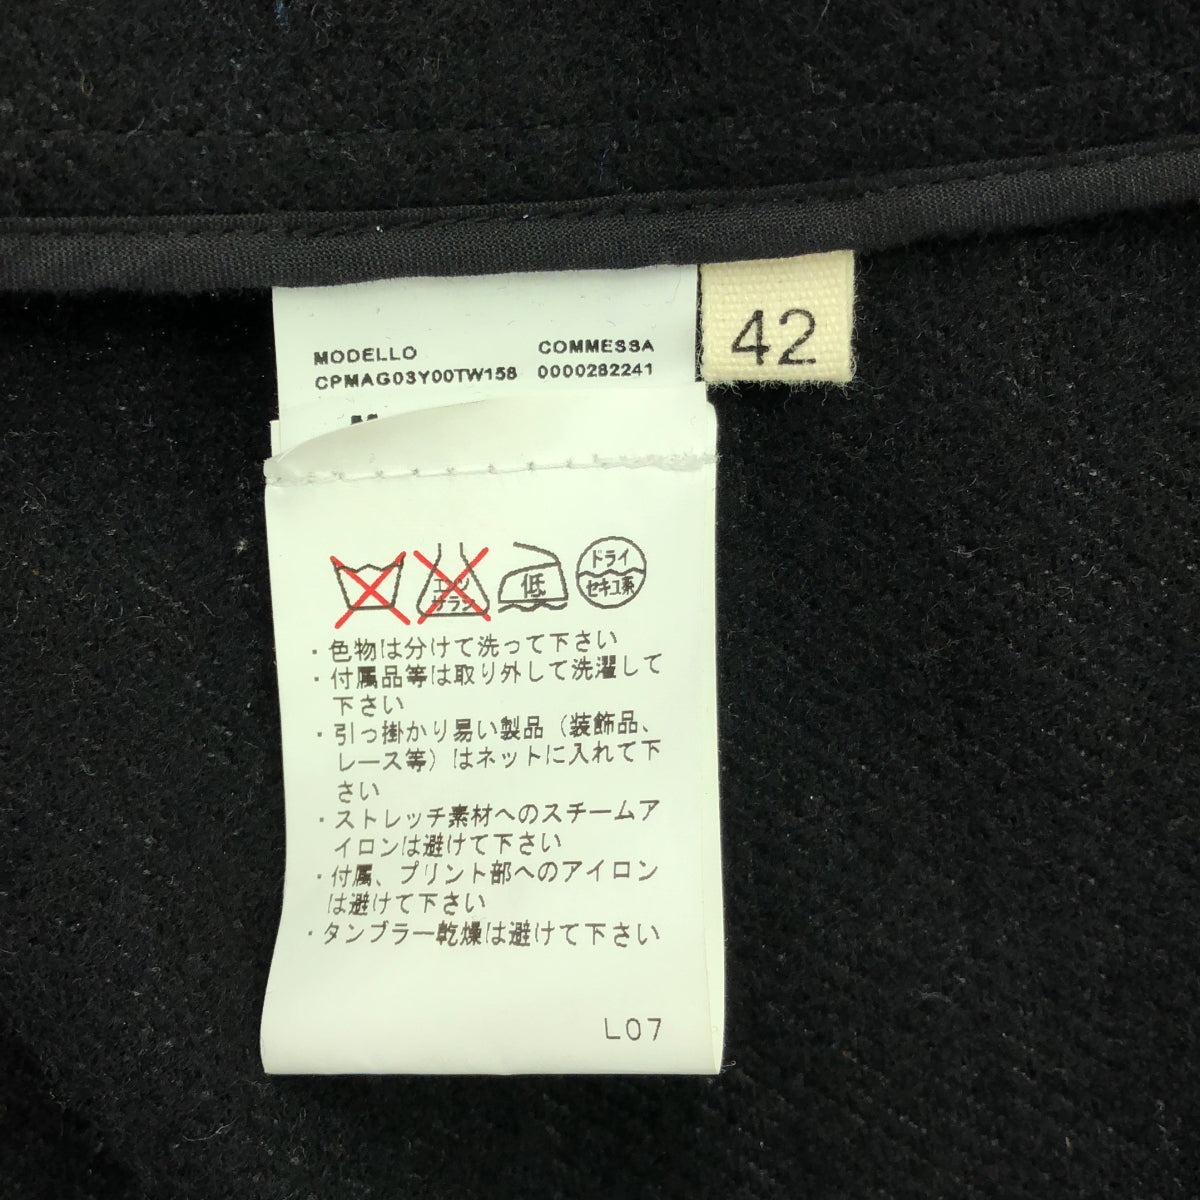 MODELLO COMMESSA
CPMAG03Y00TW158 0000282241
42
エンソ
サラシ
低
ドライ
セキユ系
・色物は分けて洗って下さい
・付属品等は取り外して洗濯して
下さい
・引っ掛かり易い製品（装飾品、
レース等）はネットに入れて下
さい
・ストレッチ素材へのスチームア
イロンは避けて下さい
・付属、プリント部へのアイロン
は避けて下さい
・タンブラー乾燥は避けて下さい
L07